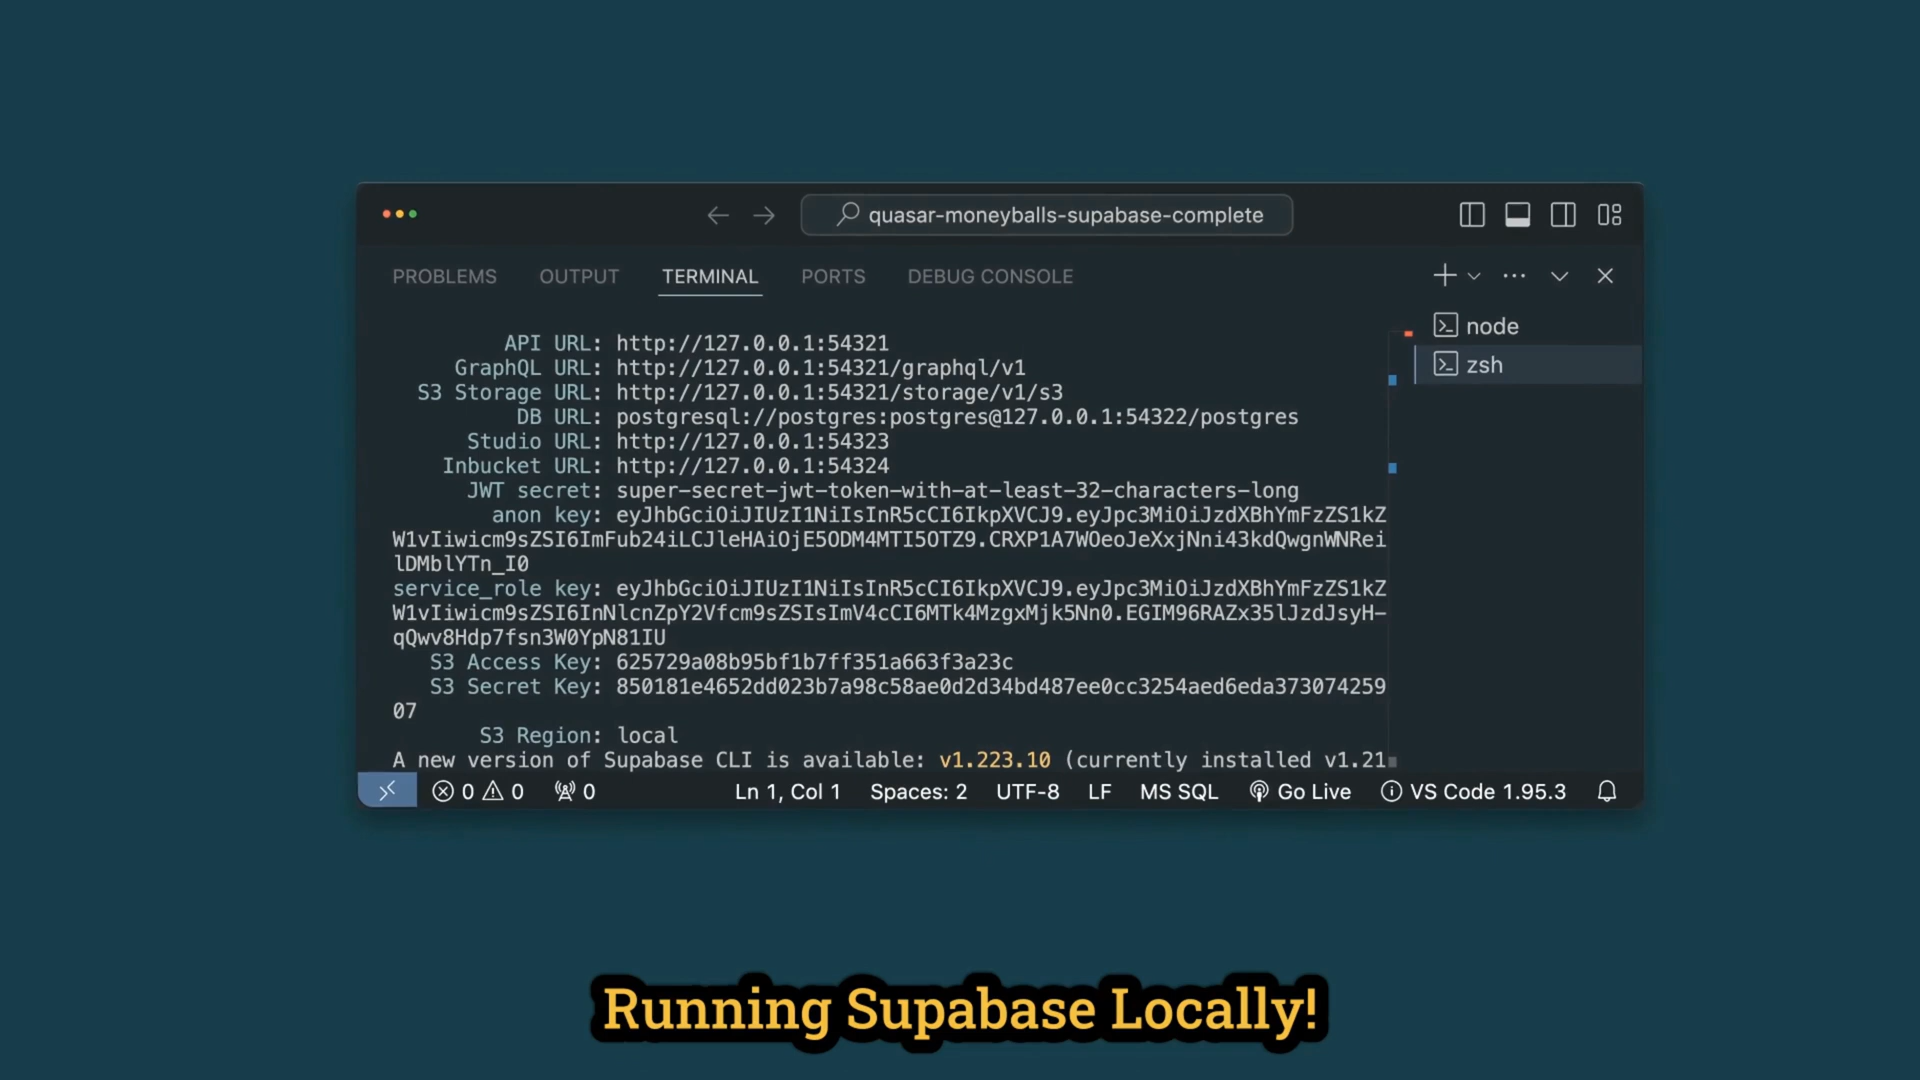 quasar-moneyballs-supabase-complete
PROBLEMS OUTPUT TERMINAL PORTS DEBUG CONSOLE
node
zsh
API URL: http://127.0.0.1:54321
GraphQL URL: http://127.0.0.1:54321/graphql/v1
S3 Storage URL: http://127.0.0.1:54321/storage/v1/s3
DB URL: postgresql://postgres:postgres@127.0.0.1:54322/postgres
Studio URL: http://127.0.0.1:54323
Inbucket URL: http://127.0.0.1:54324
JWT secret: super-secret-jwt-token-with-at-least-32-characters-long
anon key: eyJhbGciOiJIUzI1NiIsInR5cCI6IkpXVCJ9.eyJpc3MiOiJzdXBhYmFzZS1kZ
W1vIiwicm9sZSI6ImFub24iLCJleHAiOjE5ODM4MTI5OTZ9.CRXP1A7WOeoJeXxjNni43kdQwgnWNRei
lDMblYTn_I0
service_role key: eyJhbGciOiJIUzI1NiIsInR5cCI6IkpXVCJ9.eyJpc3MiOiJzdXBhYmFzZS1kZ
W1vIiwicm9sZSI6InNlcnZpY2Vfcm9sZSIsImV4cCI6MTk4MzgxMjk5Nn0.EGIM96RAZx35lJzdJsyH-
qQwv8Hdp7fsn3W0YpN81IU
S3 Access Key: 625729a08b95bf1b7ff351a663f3a23c
S3 Secret Key: 850181e4652dd023b7a98c58ae0d2d34bd487ee0cc3254aed6eda373074259
07
S3 Region: local
A new version of Supabase CLI is available: v1.223.10 (currently installed v1.21
0 0 0 Ln 1, Col 1 Spaces: 2 UTF-8 LF MS SQL Go Live VS Code 1.95.3
Running Supabase Locally!